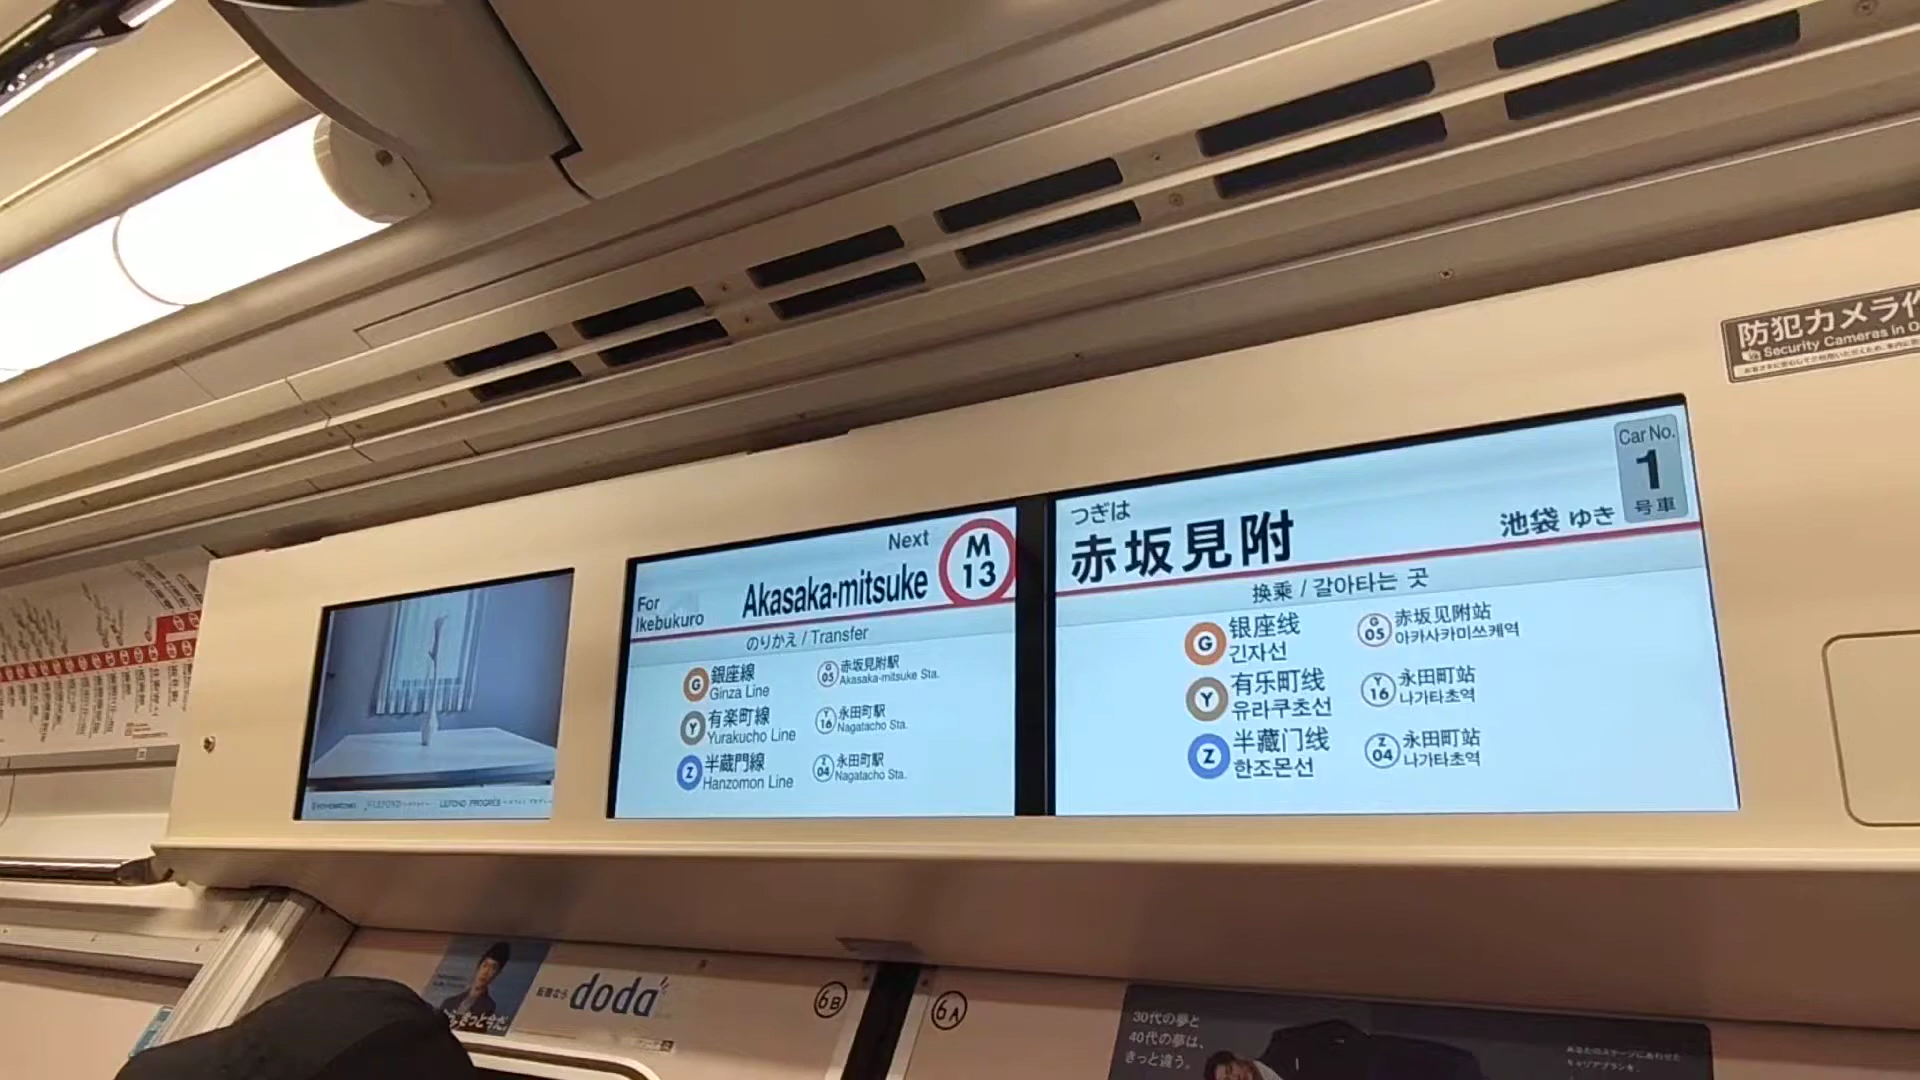 防犯カメラ作
Security Cameras in O
Next
M
13
For
Ikebukuro
Akasaka-mitsuke
のりかえ / Transfer
G
銀座線
Ginza Line
G
05
赤坂見附駅
Akasaka-mitsuke Sta.
Y
有楽町線
Yurakucho Line
Y
16
永田町駅
Nagatacho Sta.
Z
半蔵門線
Hanzomon Line
Z
04
永田町駅
Nagatacho Sta.
つぎは
赤坂見附
池袋 ゆき
Car No.
1
号車
换乘 / 갈아타는 곳
G
银座线
긴자선
G
05
赤坂见附站
아카사카미쓰케역
Y
有乐町线
유라쿠초선
Y
16
永田町站
나가타초역
Z
半藏门线
한조몬선
Z
04
永田町站
나가타초역
転職なら
doda
6B
6A
30代の夢と
40代の夢は、
きっと違う。